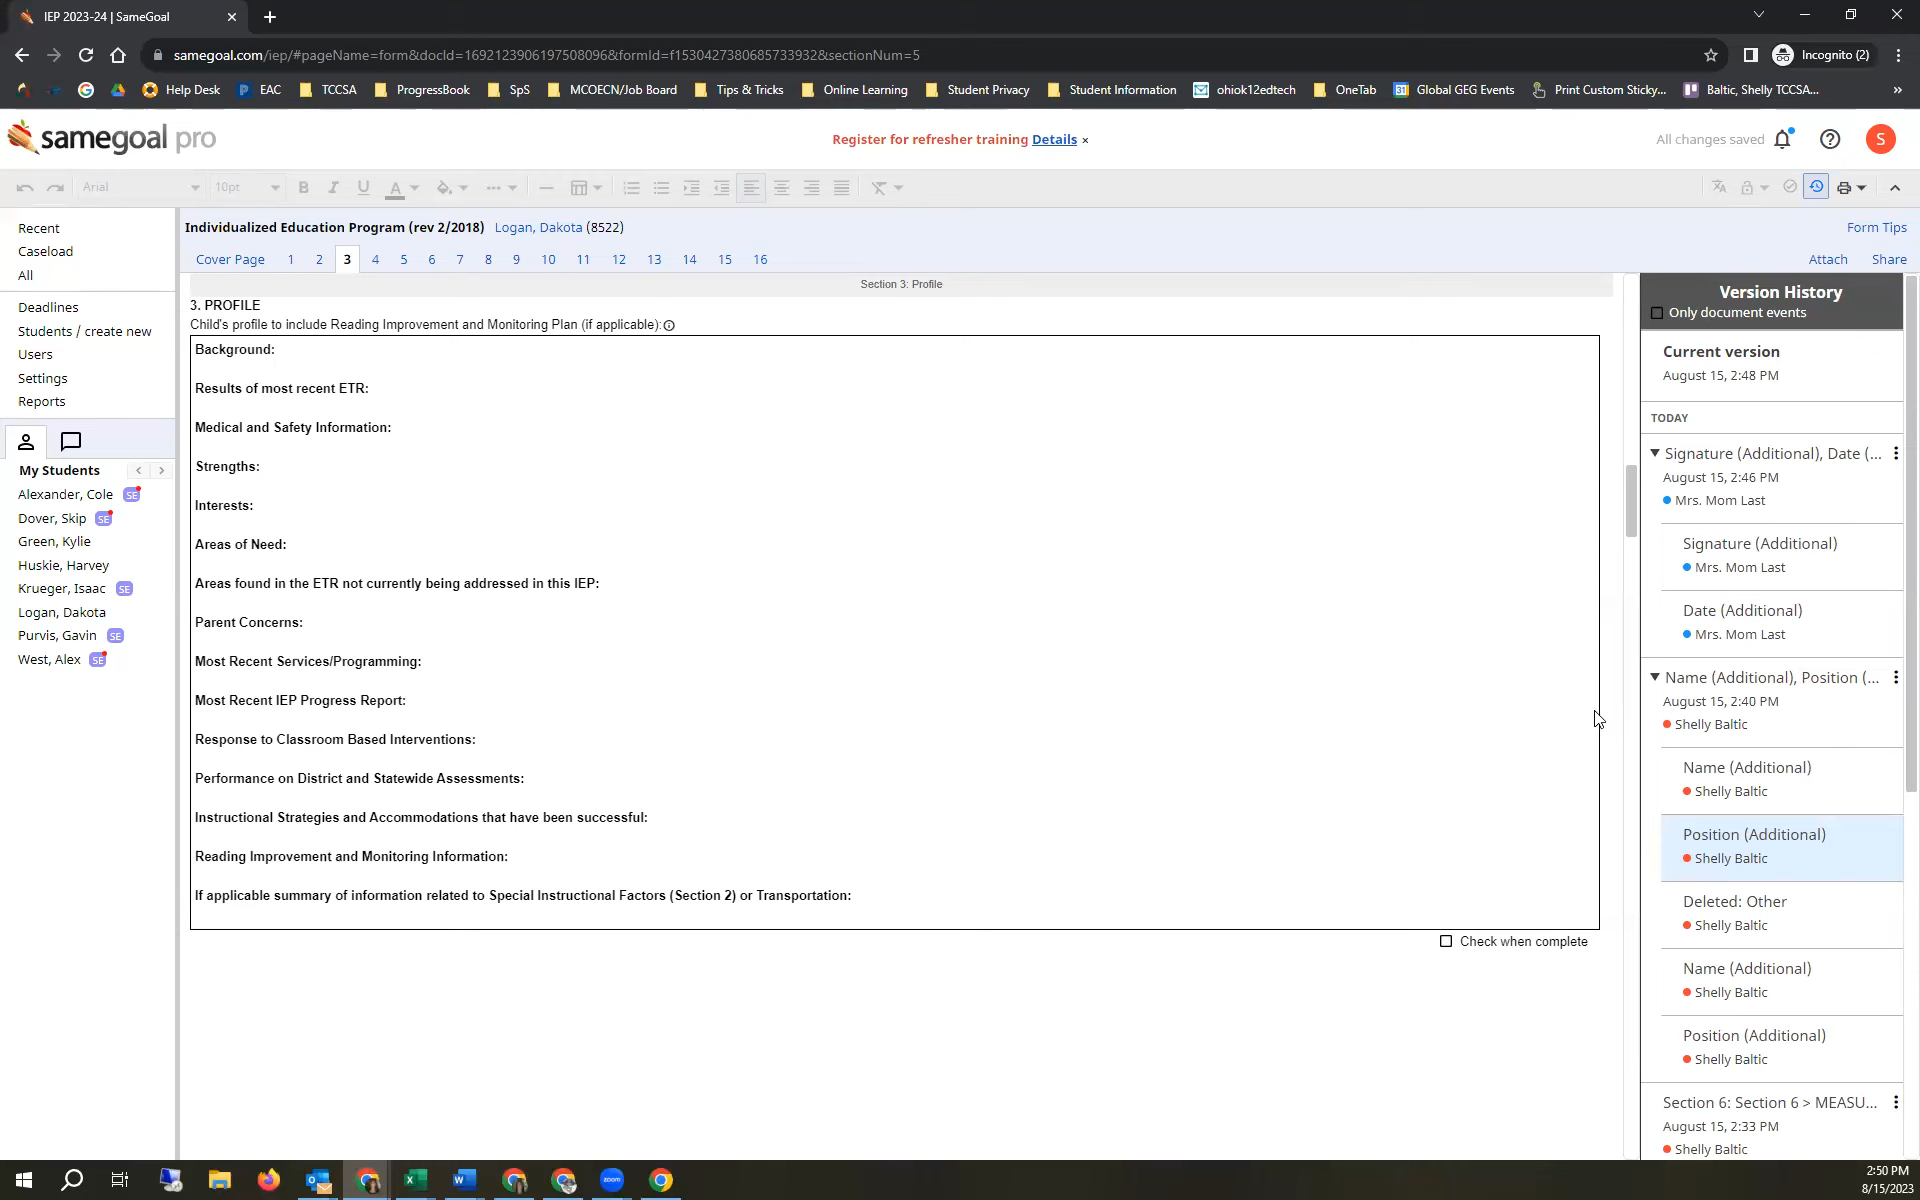 IEP 2023-24 | SameGoal
samegoal.com/iep/#pageName=form&docId=1692123906197508096&formId=f1530427380685733932&sectionNum=5
Incognito (2)
Help Desk
EAC
TCCSA
ProgressBook
SpS
MCOECN/Job Board
Tips & Tricks
Online Learning
Student Privacy
Student Information
ohiok12edtech
OneTab
Global GEG Events
Print Custom Sticky...
Baltic, Shelly TCCSA...
samegoal pro
Register for refresher training Details ×
All changes saved
S
Arial
10pt
B I U A
Recent
Caseload
All
Deadlines
Students / create new
Users
Settings
Reports
My Students
Alexander, Cole SE
Dover, Skip SE
Green, Kylie
Huskie, Harvey
Krueger, Isaac SE
Logan, Dakota
Purvis, Gavin SE
West, Alex SE
Individualized Education Program (rev 2/2018) Logan, Dakota (8522)
Form Tips
Cover Page 1 2 3 4 5 6 7 8 9 10 11 12 13 14 15 16
Attach Share
Section 3: Profile
3. PROFILE
Child's profile to include Reading Improvement and Monitoring Plan (if applicable):
Background:
Results of most recent ETR:
Medical and Safety Information:
Strengths:
Interests:
Areas of Need:
Areas found in the ETR not currently being addressed in this IEP:
Parent Concerns:
Most Recent Services/Programming:
Most Recent IEP Progress Report:
Response to Classroom Based Interventions:
Performance on District and Statewide Assessments:
Instructional Strategies and Accommodations that have been successful:
Reading Improvement and Monitoring Information:
If applicable summary of information related to Special Instructional Factors (Section 2) or Transportation:
Check when complete
Version History
Only document events
Current version
August 15, 2:48 PM
TODAY
Signature (Additional), Date (...
August 15, 2:46 PM
Mrs. Mom Last
Signature (Additional)
Mrs. Mom Last
Date (Additional)
Mrs. Mom Last
Name (Additional), Position (...
August 15, 2:40 PM
Shelly Baltic
Name (Additional)
Shelly Baltic
Position (Additional)
Shelly Baltic
Deleted: Other
Shelly Baltic
Name (Additional)
Shelly Baltic
Position (Additional)
Shelly Baltic
Section 6: Section 6 > MEASU...
August 15, 2:33 PM
Shelly Baltic
2:50 PM
8/15/2023